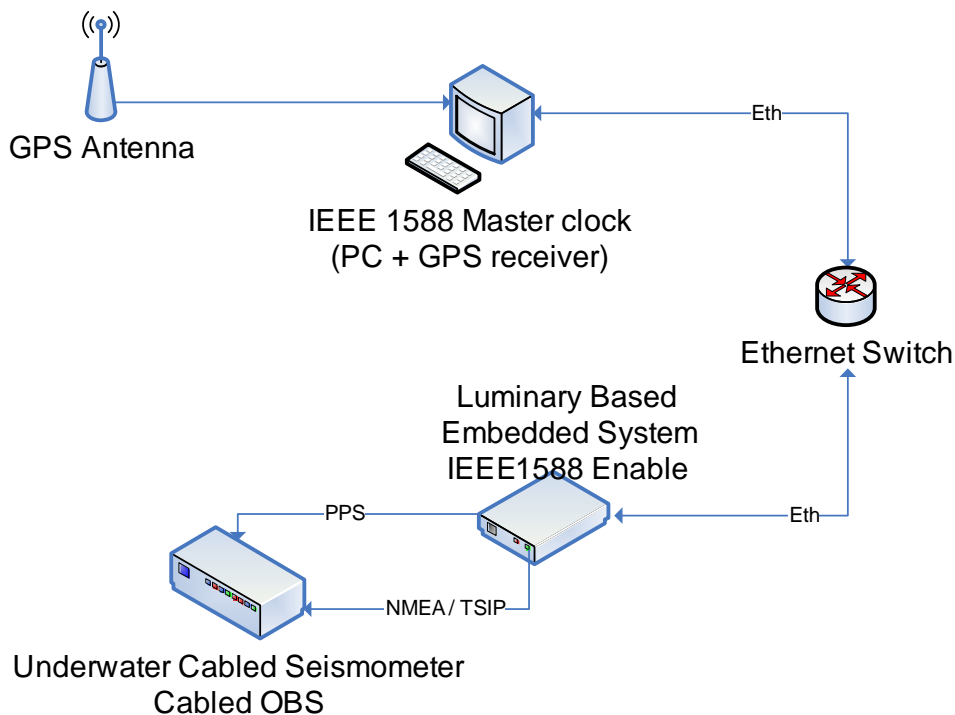 GPS Antenna
Eth
IEEE 1588 Master clock
(PC + GPS receiver)
Ethernet Switch
Luminary Based
Embedded System
IEEE1588 Enable
PPS
Eth
NMEA / TSIP
Underwater Cabled Seismometer
Cabled OBS